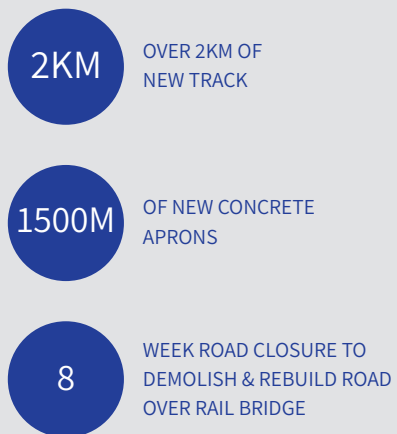 2KM
OVER 2KM OF
NEW TRACK
1500M
OF NEW CONCRETE
APRONS
8
WEEK ROAD CLOSURE TO
DEMOLISH & REBUILD ROAD
OVER RAIL BRIDGE